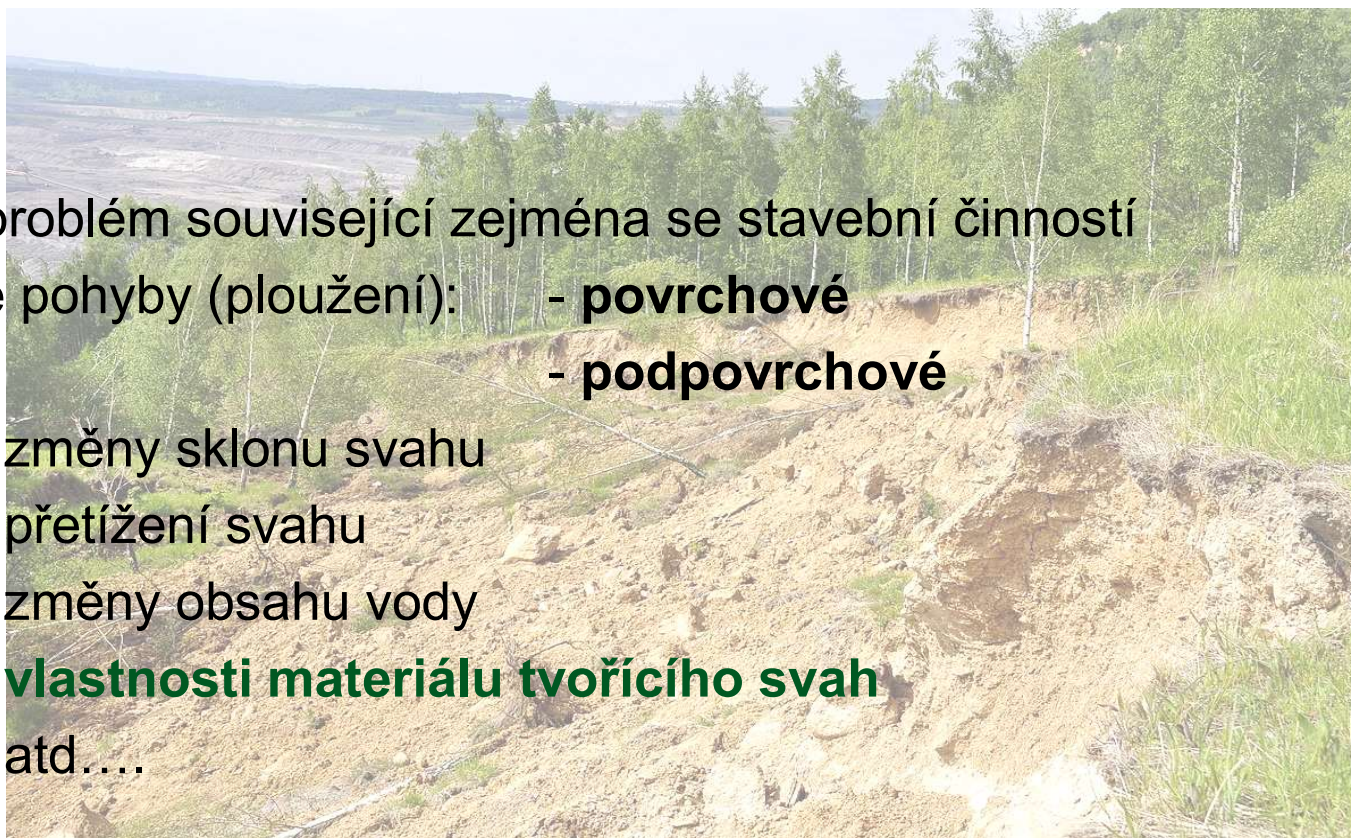 problém související zejména se stavební činností
é pohyby (ploužení): - povrchové
- podpovrchové
změny sklonu svahu
přetížení svahu
změny obsahu vody
vlastnosti materiálu tvořícího svah
atd….